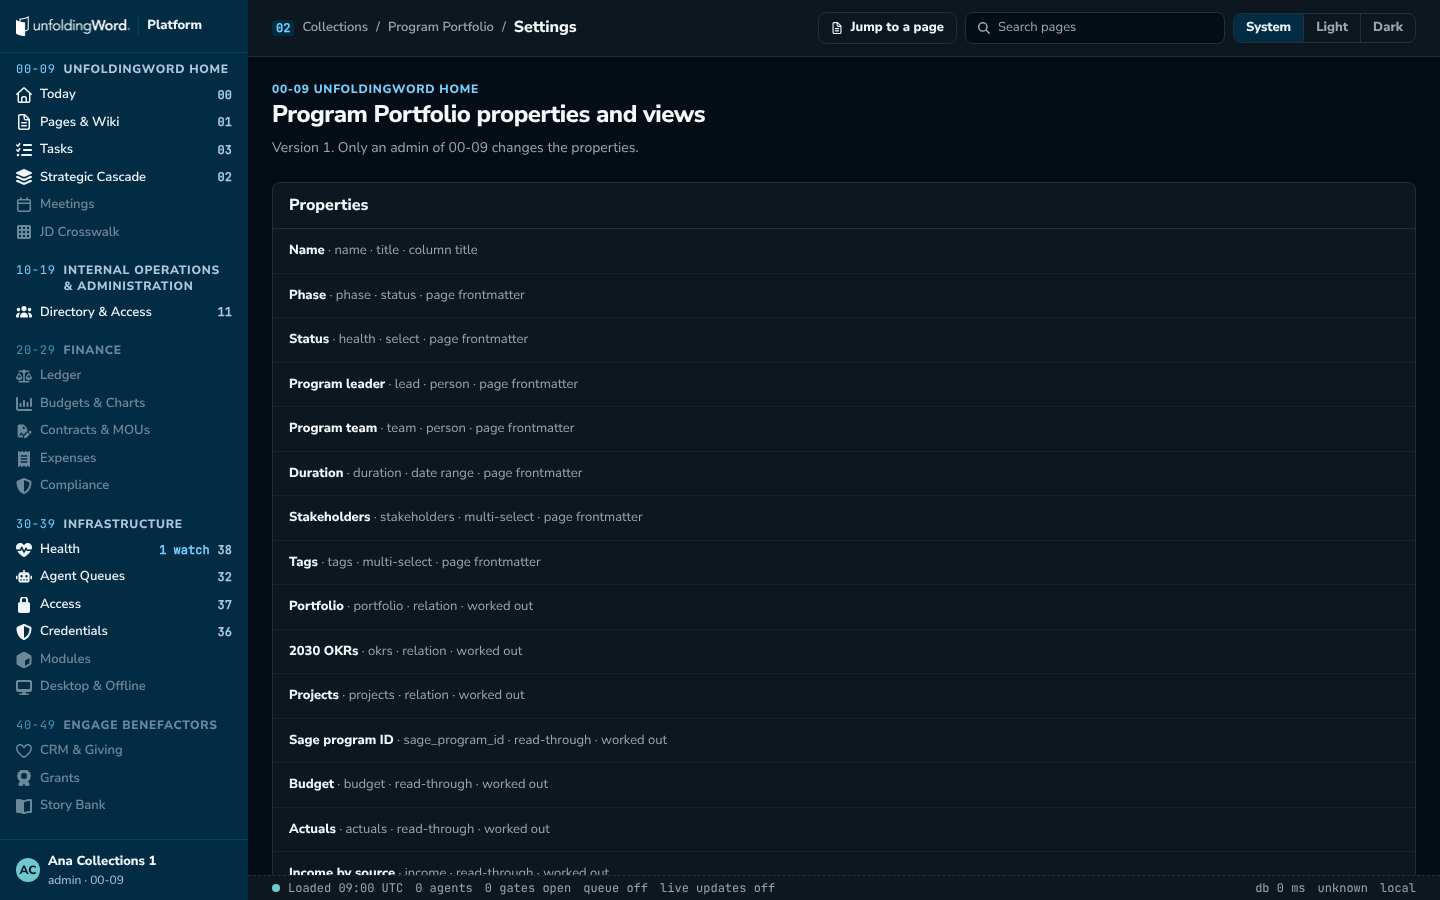 unfoldingWord. Platform
00-09 UNFOLDINGWORD HOME
Today 00
Pages & Wiki 01
Tasks 03
Strategic Cascade 02
Meetings
JD Crosswalk
10-19 INTERNAL OPERATIONS
& ADMINISTRATION
Directory & Access 11
20-29 FINANCE
Ledger
Budgets & Charts
Contracts & MOUs
Expenses
Compliance
30-39 INFRASTRUCTURE
Health 1 watch 38
Agent Queues 32
Access 37
Credentials 36
Modules
Desktop & Offline
40-49 ENGAGE BENEFACTORS
CRM & Giving
Grants
Story Bank
AC Ana Collections 1
admin · 00-09
02 Collections / Program Portfolio / Settings
Jump to a page
Search pages
System Light Dark
00-09 UNFOLDINGWORD HOME
Program Portfolio properties and views
Version 1. Only an admin of 00-09 changes the properties.
Properties
Name · name · title · column title
Phase · phase · status · page frontmatter
Status · health · select · page frontmatter
Program leader · lead · person · page frontmatter
Program team · team · person · page frontmatter
Duration · duration · date range · page frontmatter
Stakeholders · stakeholders · multi-select · page frontmatter
Tags · tags · multi-select · page frontmatter
Portfolio · portfolio · relation · worked out
2030 OKRs · okrs · relation · worked out
Projects · projects · relation · worked out
Sage program ID · sage_program_id · read-through · worked out
Budget · budget · read-through · worked out
Actuals · actuals · read-through · worked out
Income by source · income · read-through · worked out
Loaded 09:00 UTC 0 agents 0 gates open queue off live updates off
db 0 ms unknown local